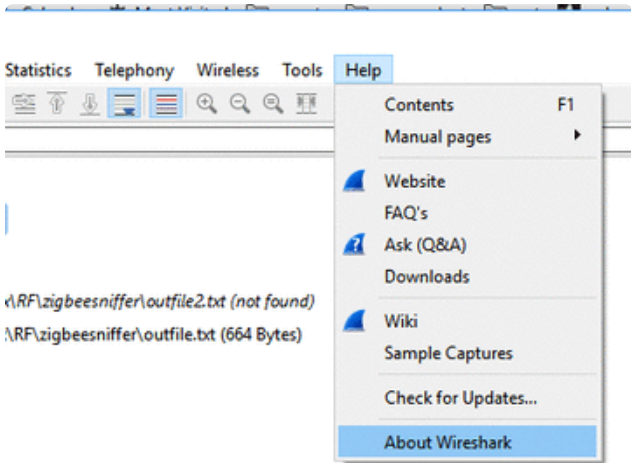 Statistics Telephony Wireless Tools Help
Contents F1
Manual pages
Website
FAQ's
Ask (Q&A)
Downloads
\RF\zigbeesniffer\outfile2.txt (not found)
Wiki
\RF\zigbeesniffer\outfile.txt (664 Bytes)
Sample Captures
Check for Updates...
About Wireshark